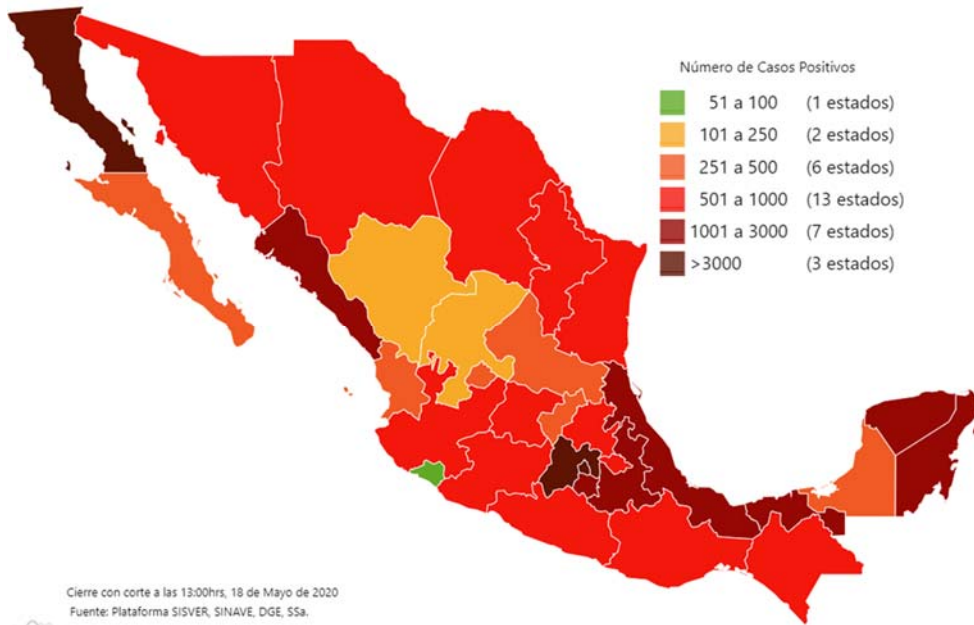 Número de Casos Positivos
51 a 100 (1 estados)
101 a 250 (2 estados)
251 a 500 (6 estados)
501 a 1000 (13 estados)
1001 a 3000 (7 estados)
>3000 (3 estados)
Cierre con corte a las 13:00hrs, 18 de Mayo de 2020
Fuente: Plataforma SISVER, SINAVE, DGE, SSa.